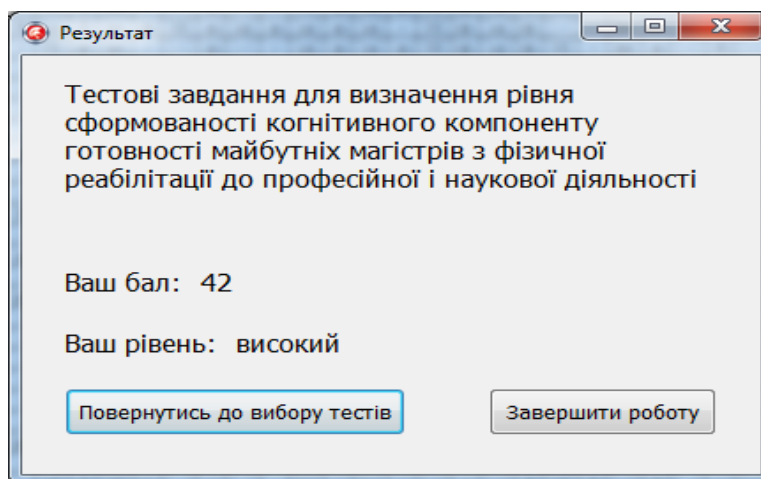 Результат
Тестові завдання для визначення рівня
сформованості когнітивного компоненту
готовності майбутніх магістрів з фізичної
реабілітації до професійної і наукової діяльності
Ваш бал: 42
Ваш рівень: високий
Повернутись до вибору тестів
Завершити роботу